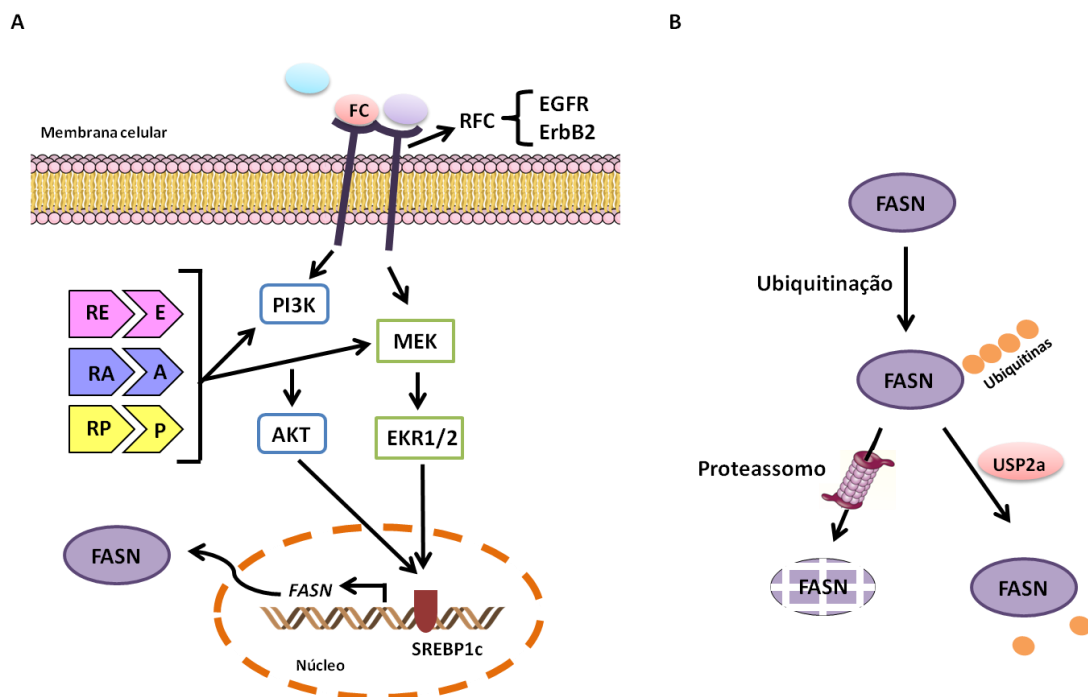 A
B
FC
EGFR
RFC
ErbB2
Membrana celular
FASN
Ubiquitinação
RE
E
PI3K
RA
A
MEK
RP
P
AKT
EKR1/2
FASN
Ubiquitinas
Proteassomo
USP2a
FASN
FASN
SREBP1c
Núcleo
FASN
FASN